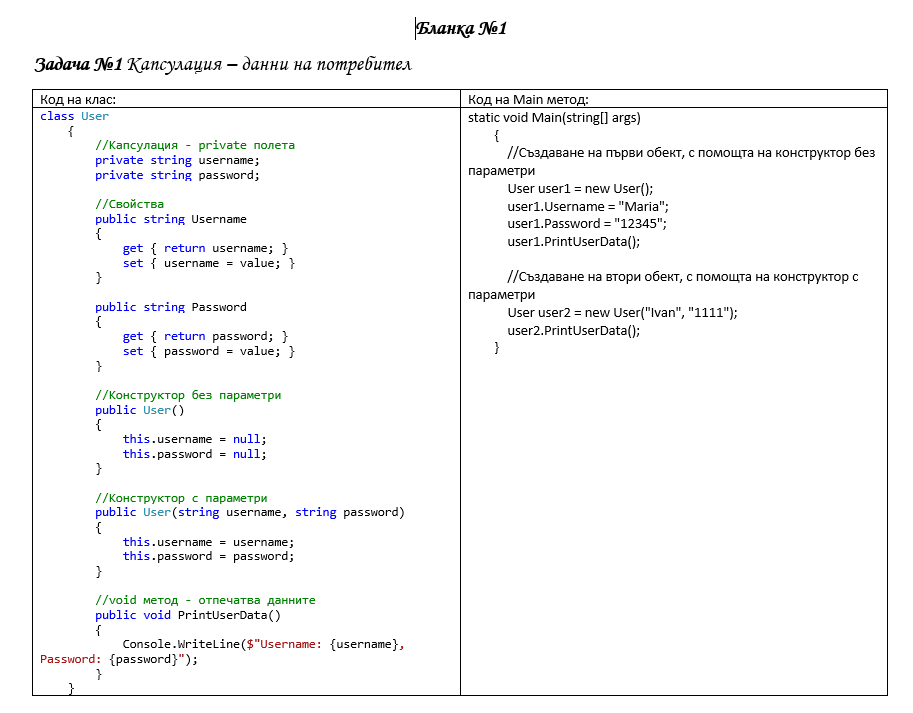 Бланка №1
Задача №1 Капсулация – данни на потребител
Код на клас:
class User
{
//Капсулация - private полета
private string username;
private string password;
//Свойства
public string Username
{
get { return username; }
set { username = value; }
}
public string Password
{
get { return password; }
set { password = value; }
}
//Конструктор без параметри
public User()
{
this.username = null;
this.password = null;
}
//Конструктор с параметри
public User(string username, string password)
{
this.username = username;
this.password = password;
}
//void метод - отпечатва данните
public void PrintUserData()
{
Console.WriteLine($"Username: {username},
Password: {password}");
}
}
Код на Main метод:
static void Main(string[] args)
{
//Създаване на първи обект, с помощта на конструктор без
параметри
User user1 = new User();
user1.Username = "Maria";
user1.Password = "12345";
user1.PrintUserData();
//Създаване на втори обект, с помощта на конструктор с
параметри
User user2 = new User("Ivan", "1111");
user2.PrintUserData();
}